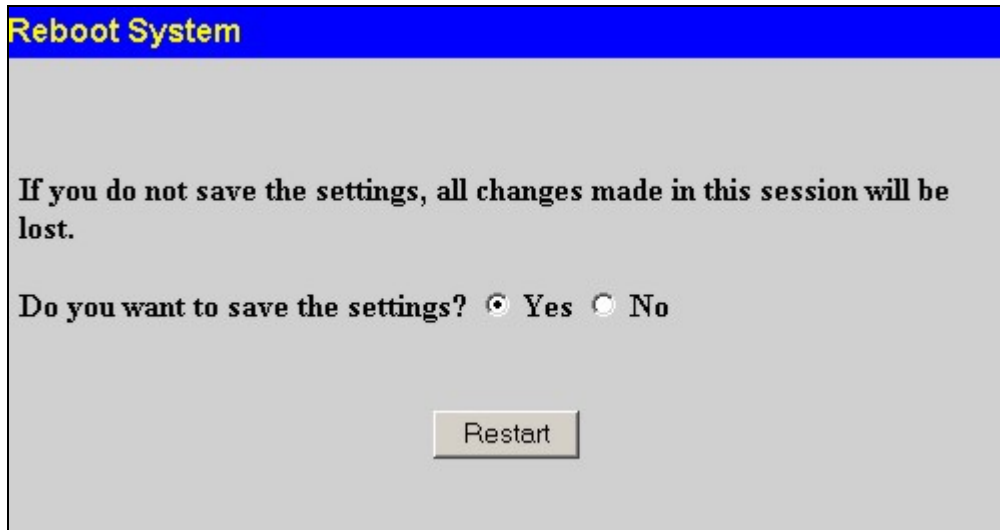 Reboot System
If you do not save the settings, all changes made in this session will be
lost.
Do you want to save the settings? Yes No
Restart